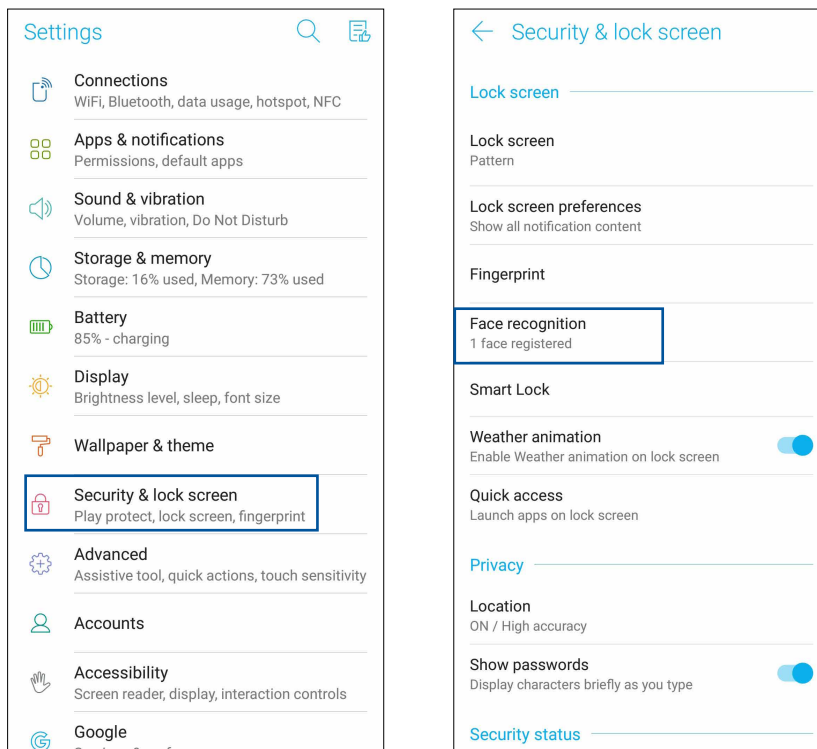 Settings
Connections
WiFi, Bluetooth, data usage, hotspot, NFC
Apps & notifications
Permissions, default apps
Sound & vibration
Volume, vibration, Do Not Disturb
Storage & memory
Storage: 16% used, Memory: 73% used
Battery
85% - charging
Display
Brightness level, sleep, font size
Wallpaper & theme
Security & lock screen
Play protect, lock screen, fingerprint
Advanced
Assistive tool, quick actions, touch sensitivity
Accounts
Accessibility
Screen reader, display, interaction controls
Google
Security & lock screen
Lock screen
Lock screen
Pattern
Lock screen preferences
Show all notification content
Fingerprint
Face recognition
1 face registered
Smart Lock
Weather animation
Enable Weather animation on lock screen
Quick access
Launch apps on lock screen
Privacy
Location
ON / High accuracy
Show passwords
Display characters briefly as you type
Security status